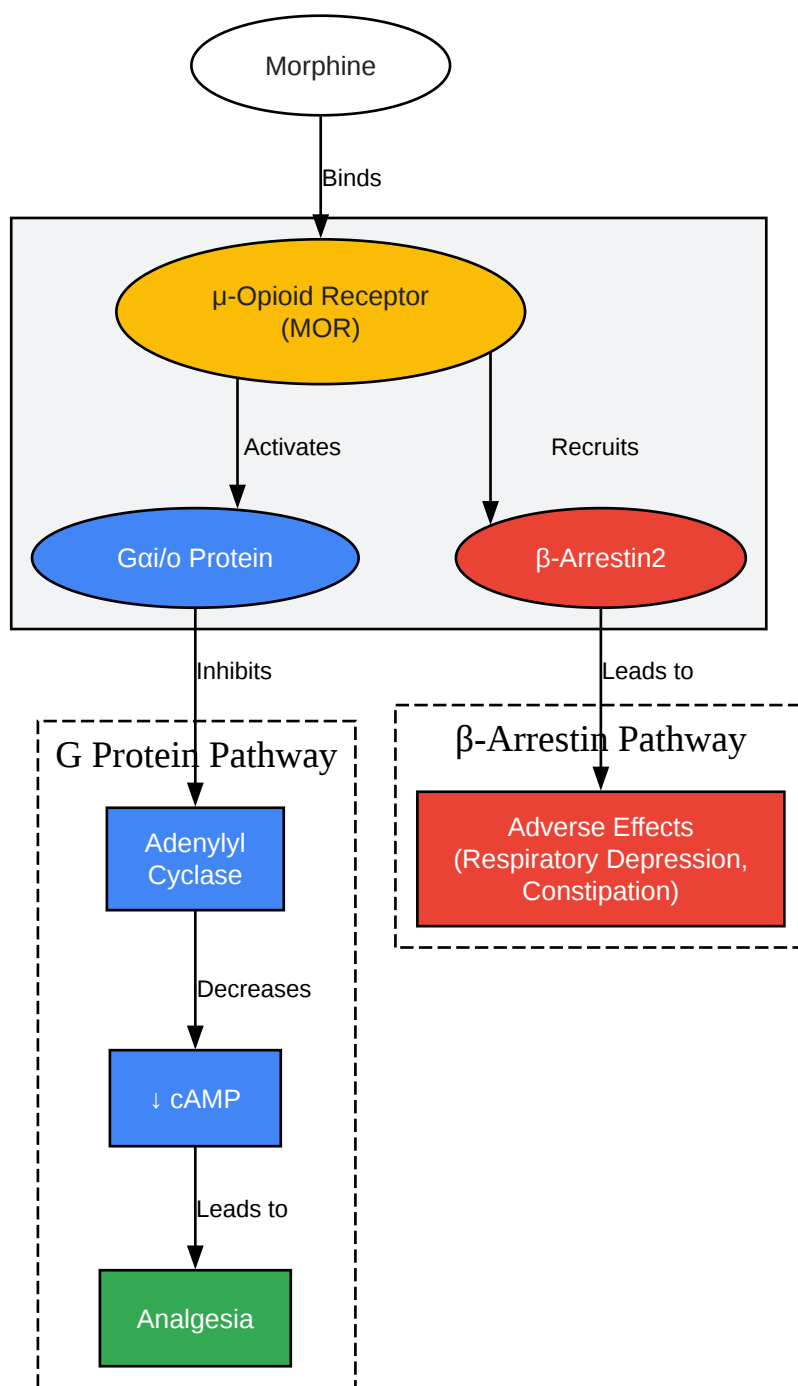 Morphine
Binds
μ-Opioid Receptor
(MOR)
Activates
Recruits
Gαi/o Protein
β-Arrestin2
Inhibits
Leads to
G Protein Pathway
β-Arrestin Pathway
Adenylyl
Cyclase
Adverse Effects
(Respiratory Depression,
Constipation)
Decreases
↓ cAMP
Leads to
Analgesia